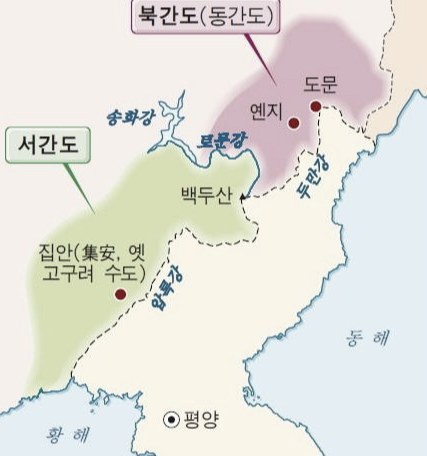 북간도(동간도)
도문
옌지
송화강
토문강
서간도
백두산
두만강
집안(集安, 옛
고구려 수도)
압록강
동 해
평양
황 해